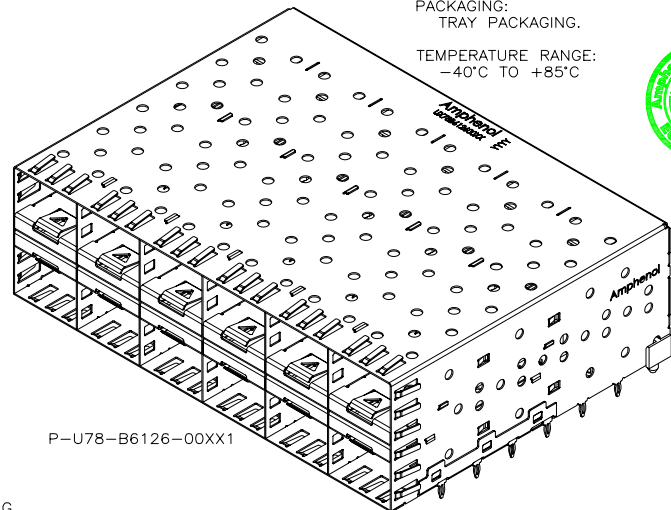 PACKAGING:
TRAY PACKAGING.
TEMPERATURE RANGE:
-40°C TO +85°C
Amphenol
Amphenol
P-U78-B6126-00XX1
G